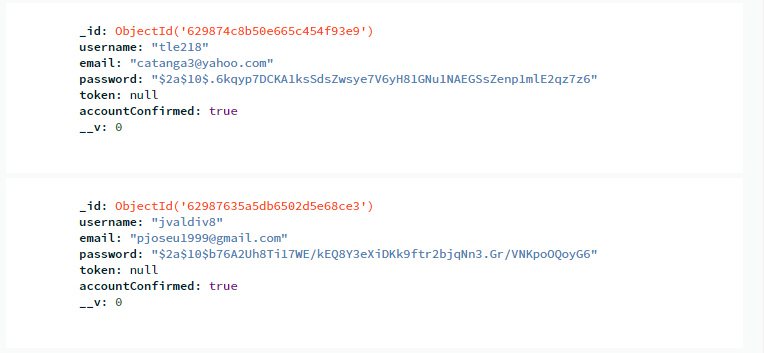 _id: ObjectId('629874c8b50e665c454f93e9')
username: "tle218"
email: "catanga3@yahoo.com"
password: "$2a$10$.6kqyp7DCKA1ksSdsZwsye7V6yH81GNu1NAEGSsZenp1mlE2qz7z6"
token: null
accountConfirmed: true
__v: 0
_id: ObjectId('62987635a5db6502d5e68ce3')
username: "jvaldiv8"
email: "pjoseu1999@gmail.com"
password: "$2a$10$b76A2Uh8Ti17WE/kEQ8Y3eXiDKk9ftr2bjqNn3.Gr/VNKpoOQoyG6"
token: null
accountConfirmed: true
__v: 0